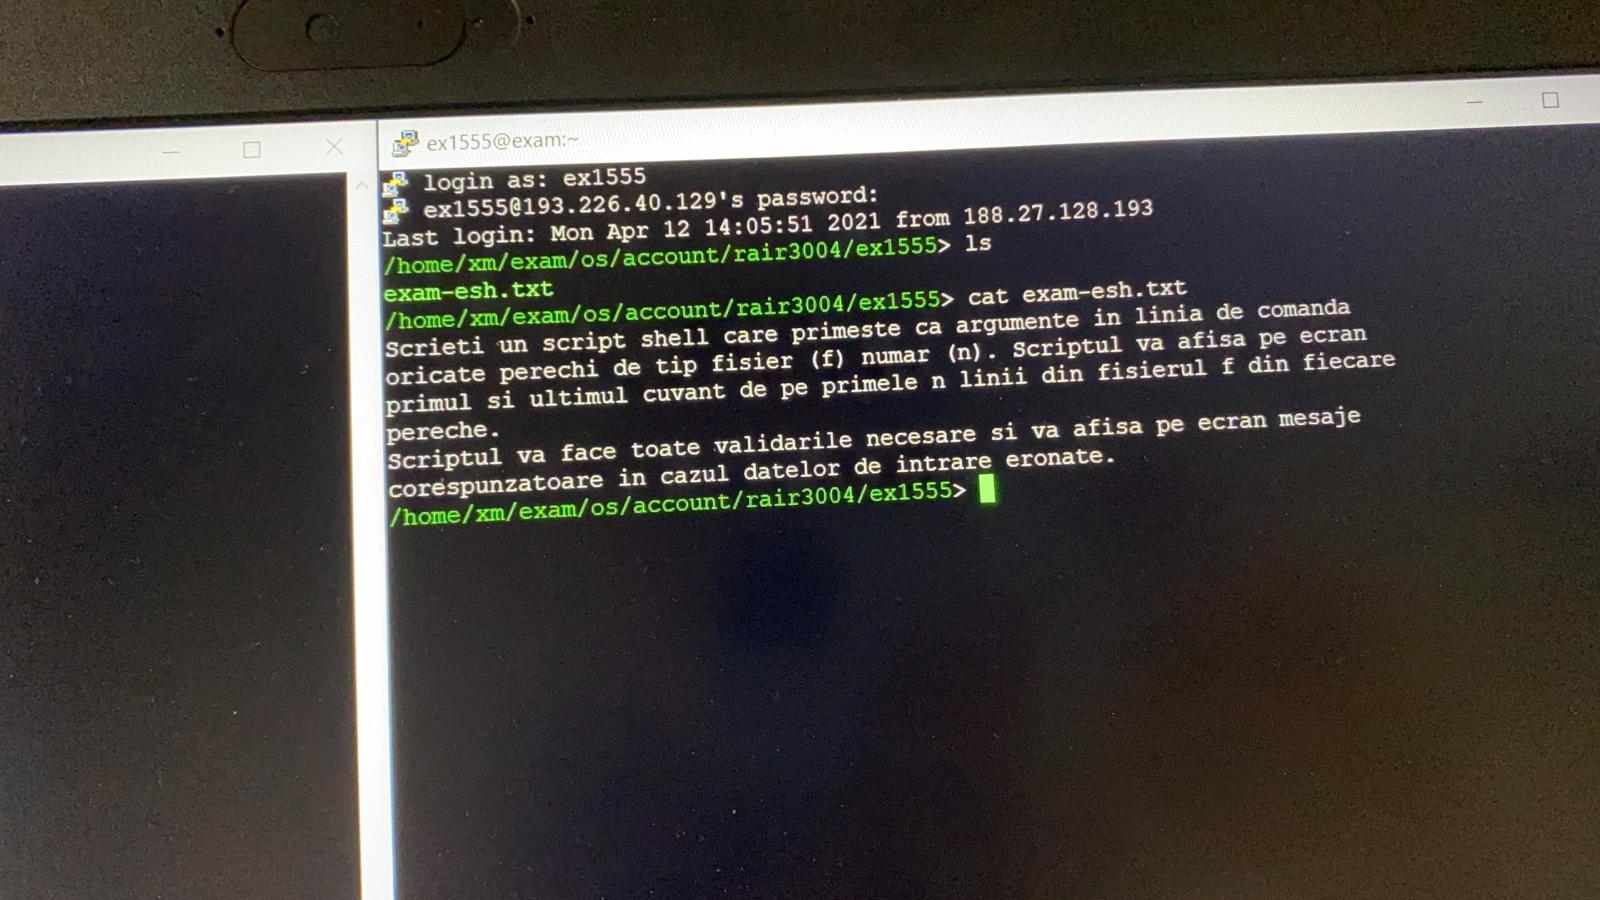 ex1555@exam:~
login as: ex1555
ex1555@193.226.40.129's password:
Last login: Mon Apr 12 14:05:51 2021 from 188.27.128.193
/home/xm/exam/os/account/rair3004/ex1555> ls
exam-esh.txt
/home/xm/exam/os/account/rair3004/ex1555> cat exam-esh.txt
Scrieti un script shell care primeste ca argumente in linia de comanda
oricate perechi de tip fisier (f) numar (n). Scriptul va afisa pe ecran
primul si ultimul cuvant de pe primele n linii din fisierul f din fiecare
pereche.
Scriptul va face toate validarile necesare si va afisa pe ecran mesaje
corespunzatoare in cazul datelor de intrare eronate.
/home/xm/exam/os/account/rair3004/ex1555>